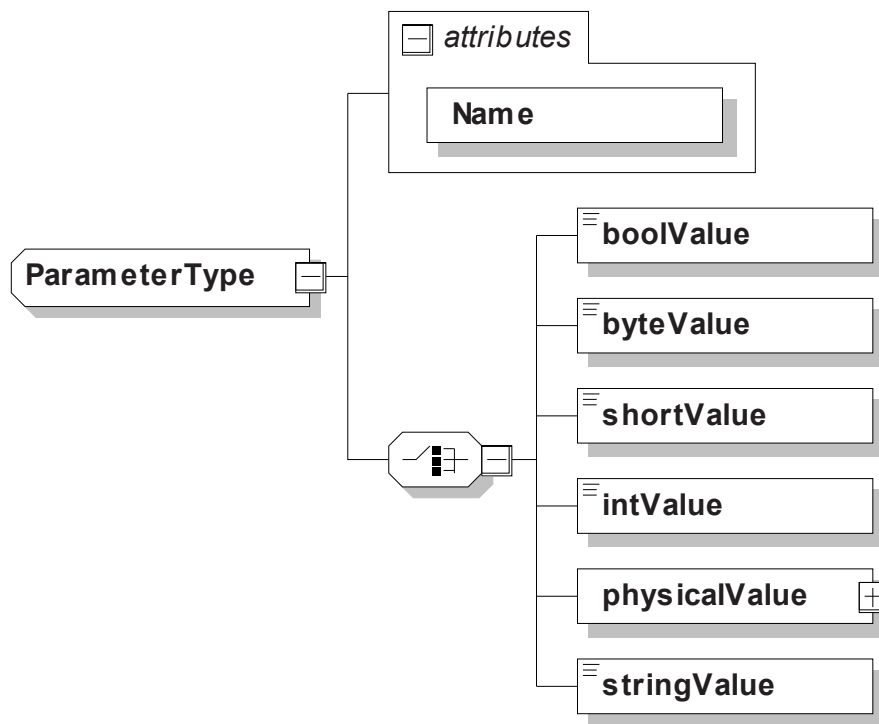 attributes
Name
ParameterType
boolValue
byteValue
shortValue
intValue
physicalValue
stringValue